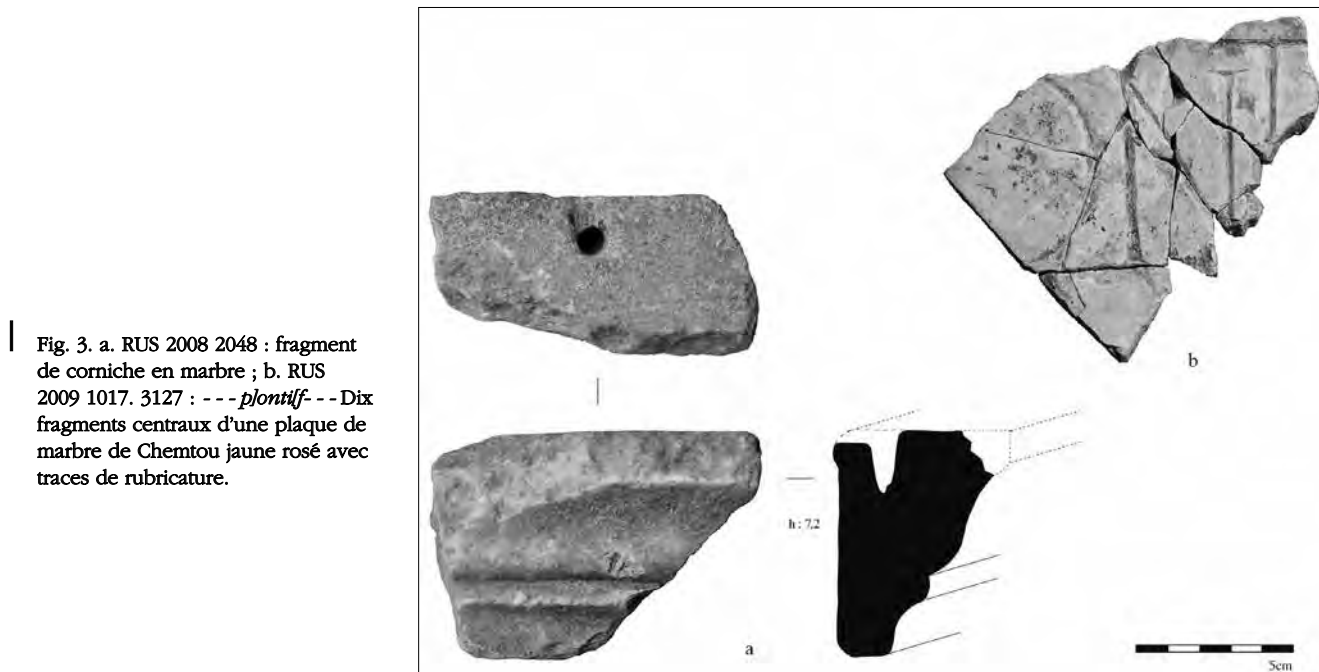 Fig. 3. a. RUS 2008 2048 : fragment
de corniche en marbre ; b. RUS
2009 1017. 3127 : - - - p]onti[f- - - Dix
fragments centraux d'une plaque de
marbre de Chemtou jaune rosé avec
traces de rubricature.
b
h : 7,2
a
5cm